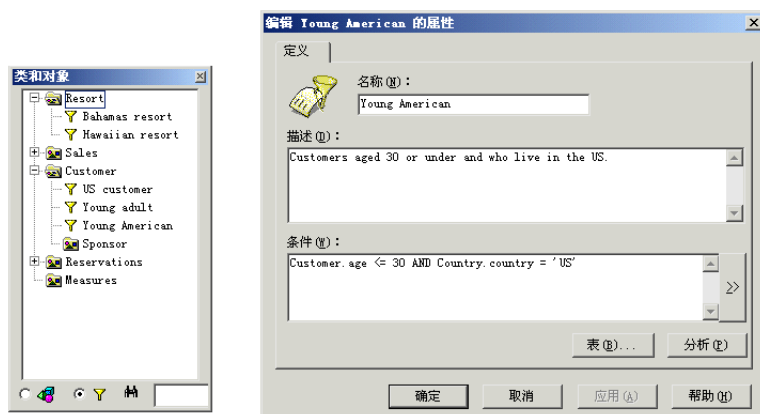 类和对象
Resort
Bahamas resort
Hawaiian resort
Sales
Customer
US customer
Young adult
Young American
Sponsor
Reservations
Measures
编辑 Young American 的属性
定义
名称(N)：
Young American
描述(D)：
Customers aged 30 or under and who live in the US.
条件(W)：
Customer.age <= 30 AND Country.country = 'US'
>>
表(B)...
分析(P)
确定
取消
应用(A)
帮助(H)